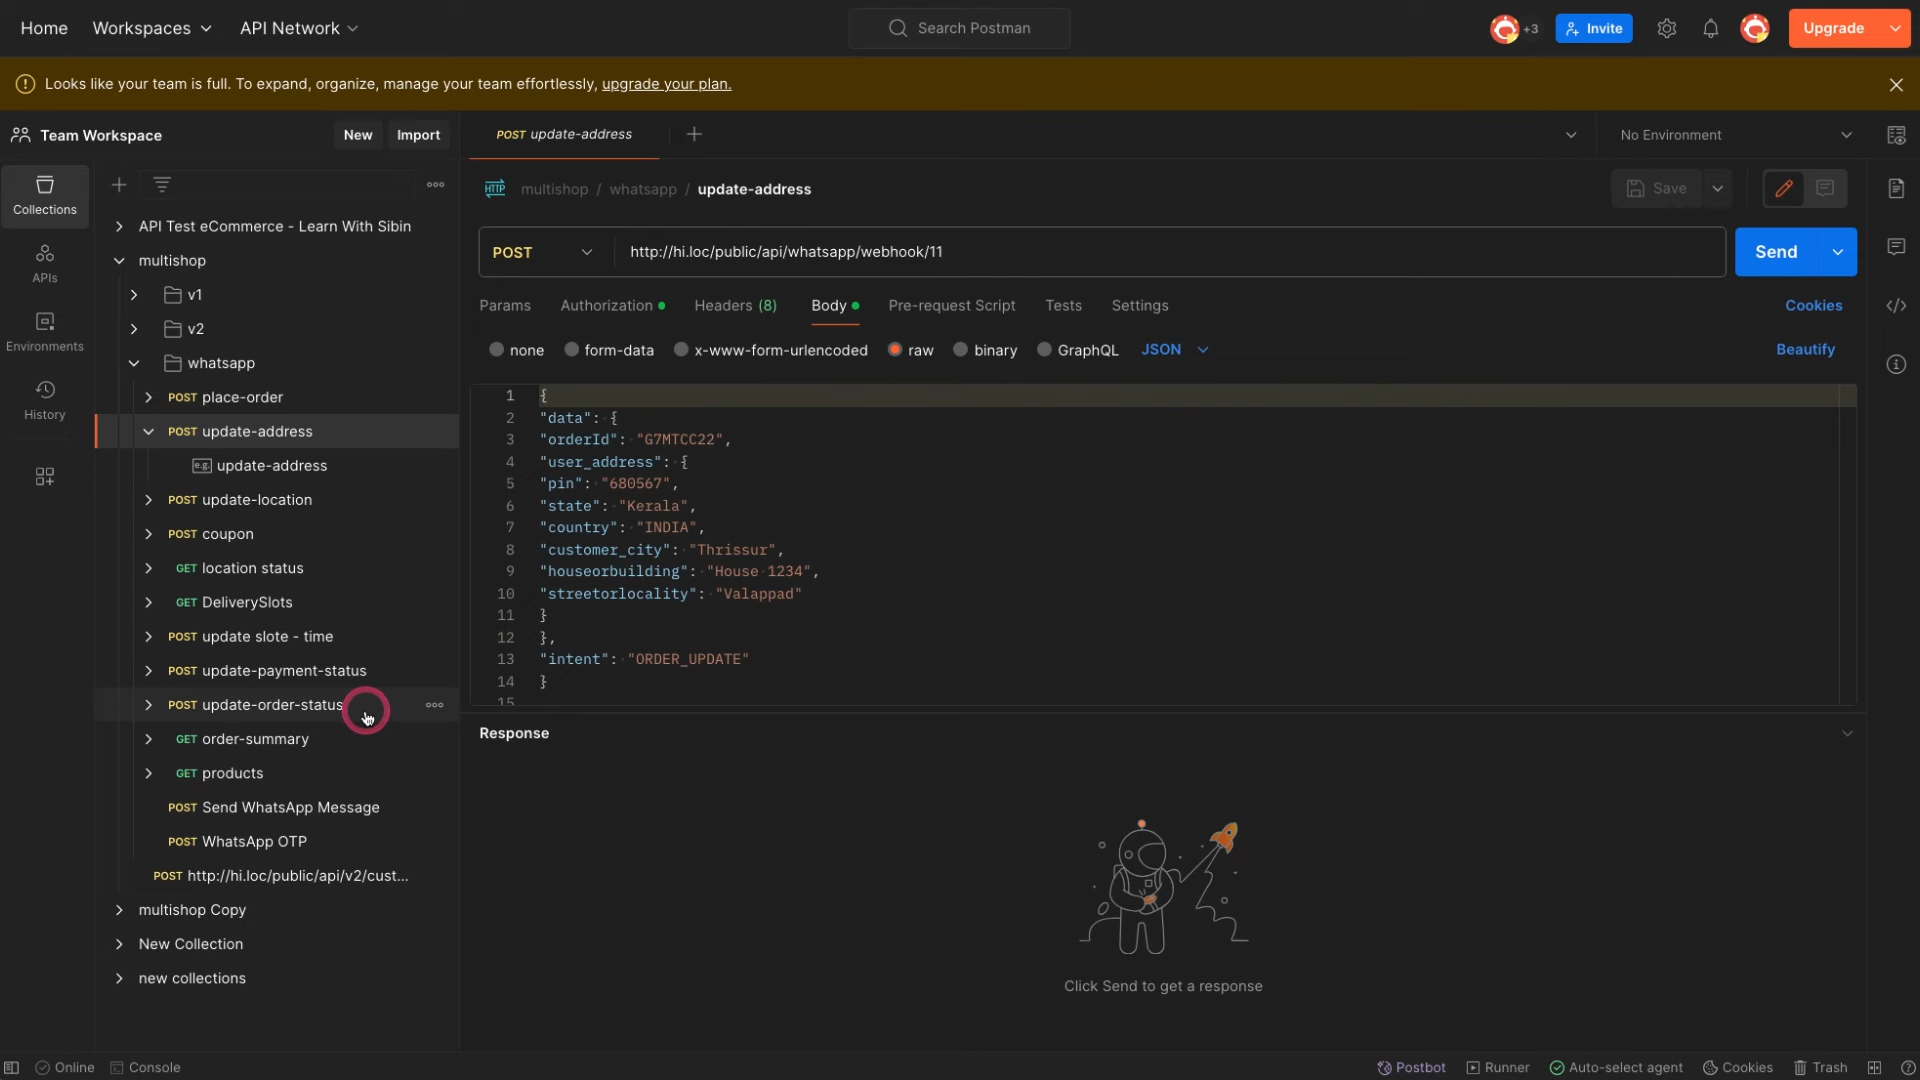 Home Workspaces API Network Search Postman +3 Invite Upgrade
Looks like your team is full. To expand, organize, manage your team effortlessly, upgrade your plan.
Team Workspace New Import
POST update-address
No Environment
Collections
APIs
Environments
History
API Test eCommerce - Learn With Sibin
multishop
v1
v2
whatsapp
POST place-order
POST update-address
e.g. update-address
POST update-location
POST coupon
GET location status
GET DeliverySlots
POST update slote - time
POST update-payment-status
POST update-order-status
GET order-summary
GET products
POST Send WhatsApp Message
POST WhatsApp OTP
POST http://hi.loc/public/api/v2/cust...
multishop Copy
New Collection
new collections
HTTP multishop / whatsapp / update-address
Save
POST http://hi.loc/public/api/whatsapp/webhook/11
Send
Params Authorization Headers (8) Body Pre-request Script Tests Settings Cookies
none form-data x-www-form-urlencoded raw binary GraphQL JSON Beautify
1 {
2 "data": {
3 "orderId": "G7MTCC22",
4 "user_address": {
5 "pin": "680567",
6 "state": "Kerala",
7 "country": "INDIA",
8 "customer_city": "Thrissur",
9 "houseorbuilding": "House 1234",
10 "streetorlocality": "Valappad"
11 }
12 },
13 "intent": "ORDER_UPDATE"
14 }
15
Response
Click Send to get a response
Online Console Postbot Runner Auto-select agent Cookies Trash